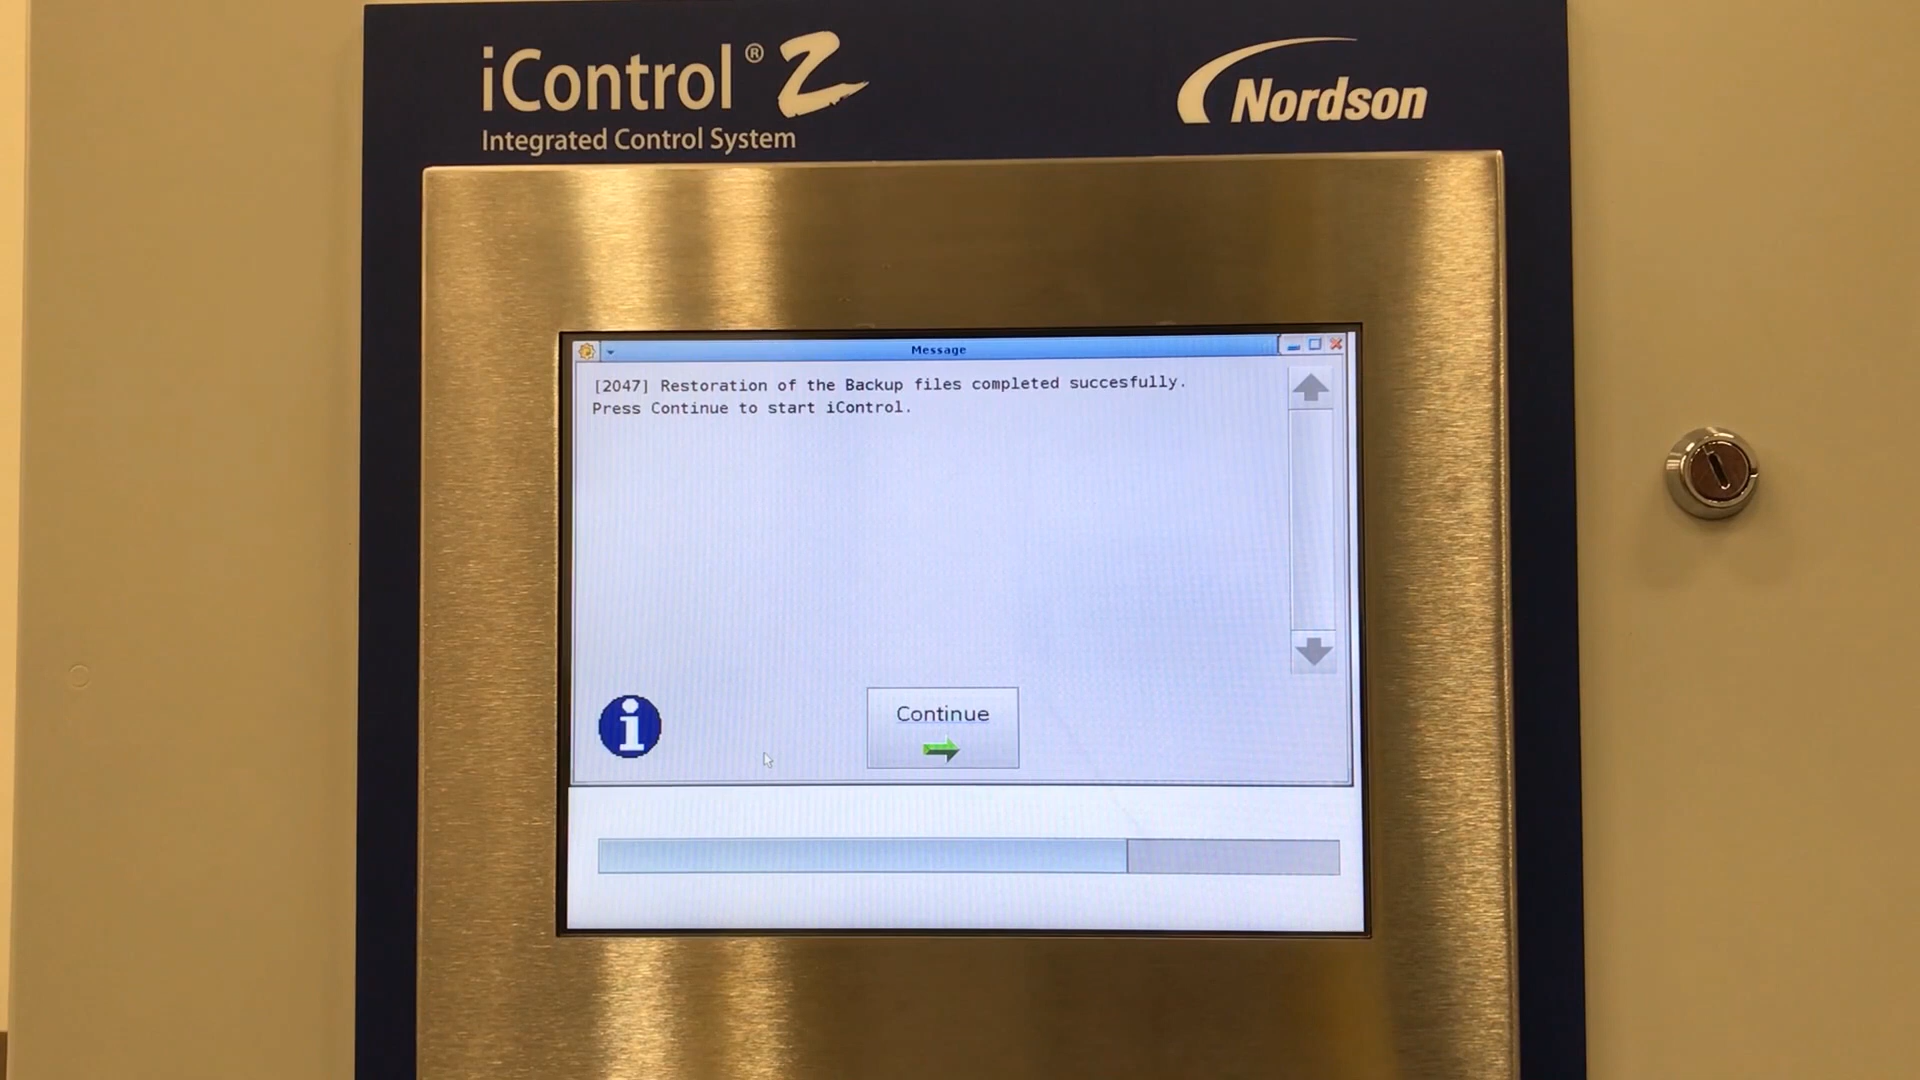 iControl® 2
Integrated Control System
Nordson
Message
[2047] Restoration of the Backup files completed succesfully.
Press Continue to start iControl.
i
Continue